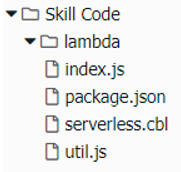 Skill Code
lambda
index.js
package.json
serverless.cbl
util.js